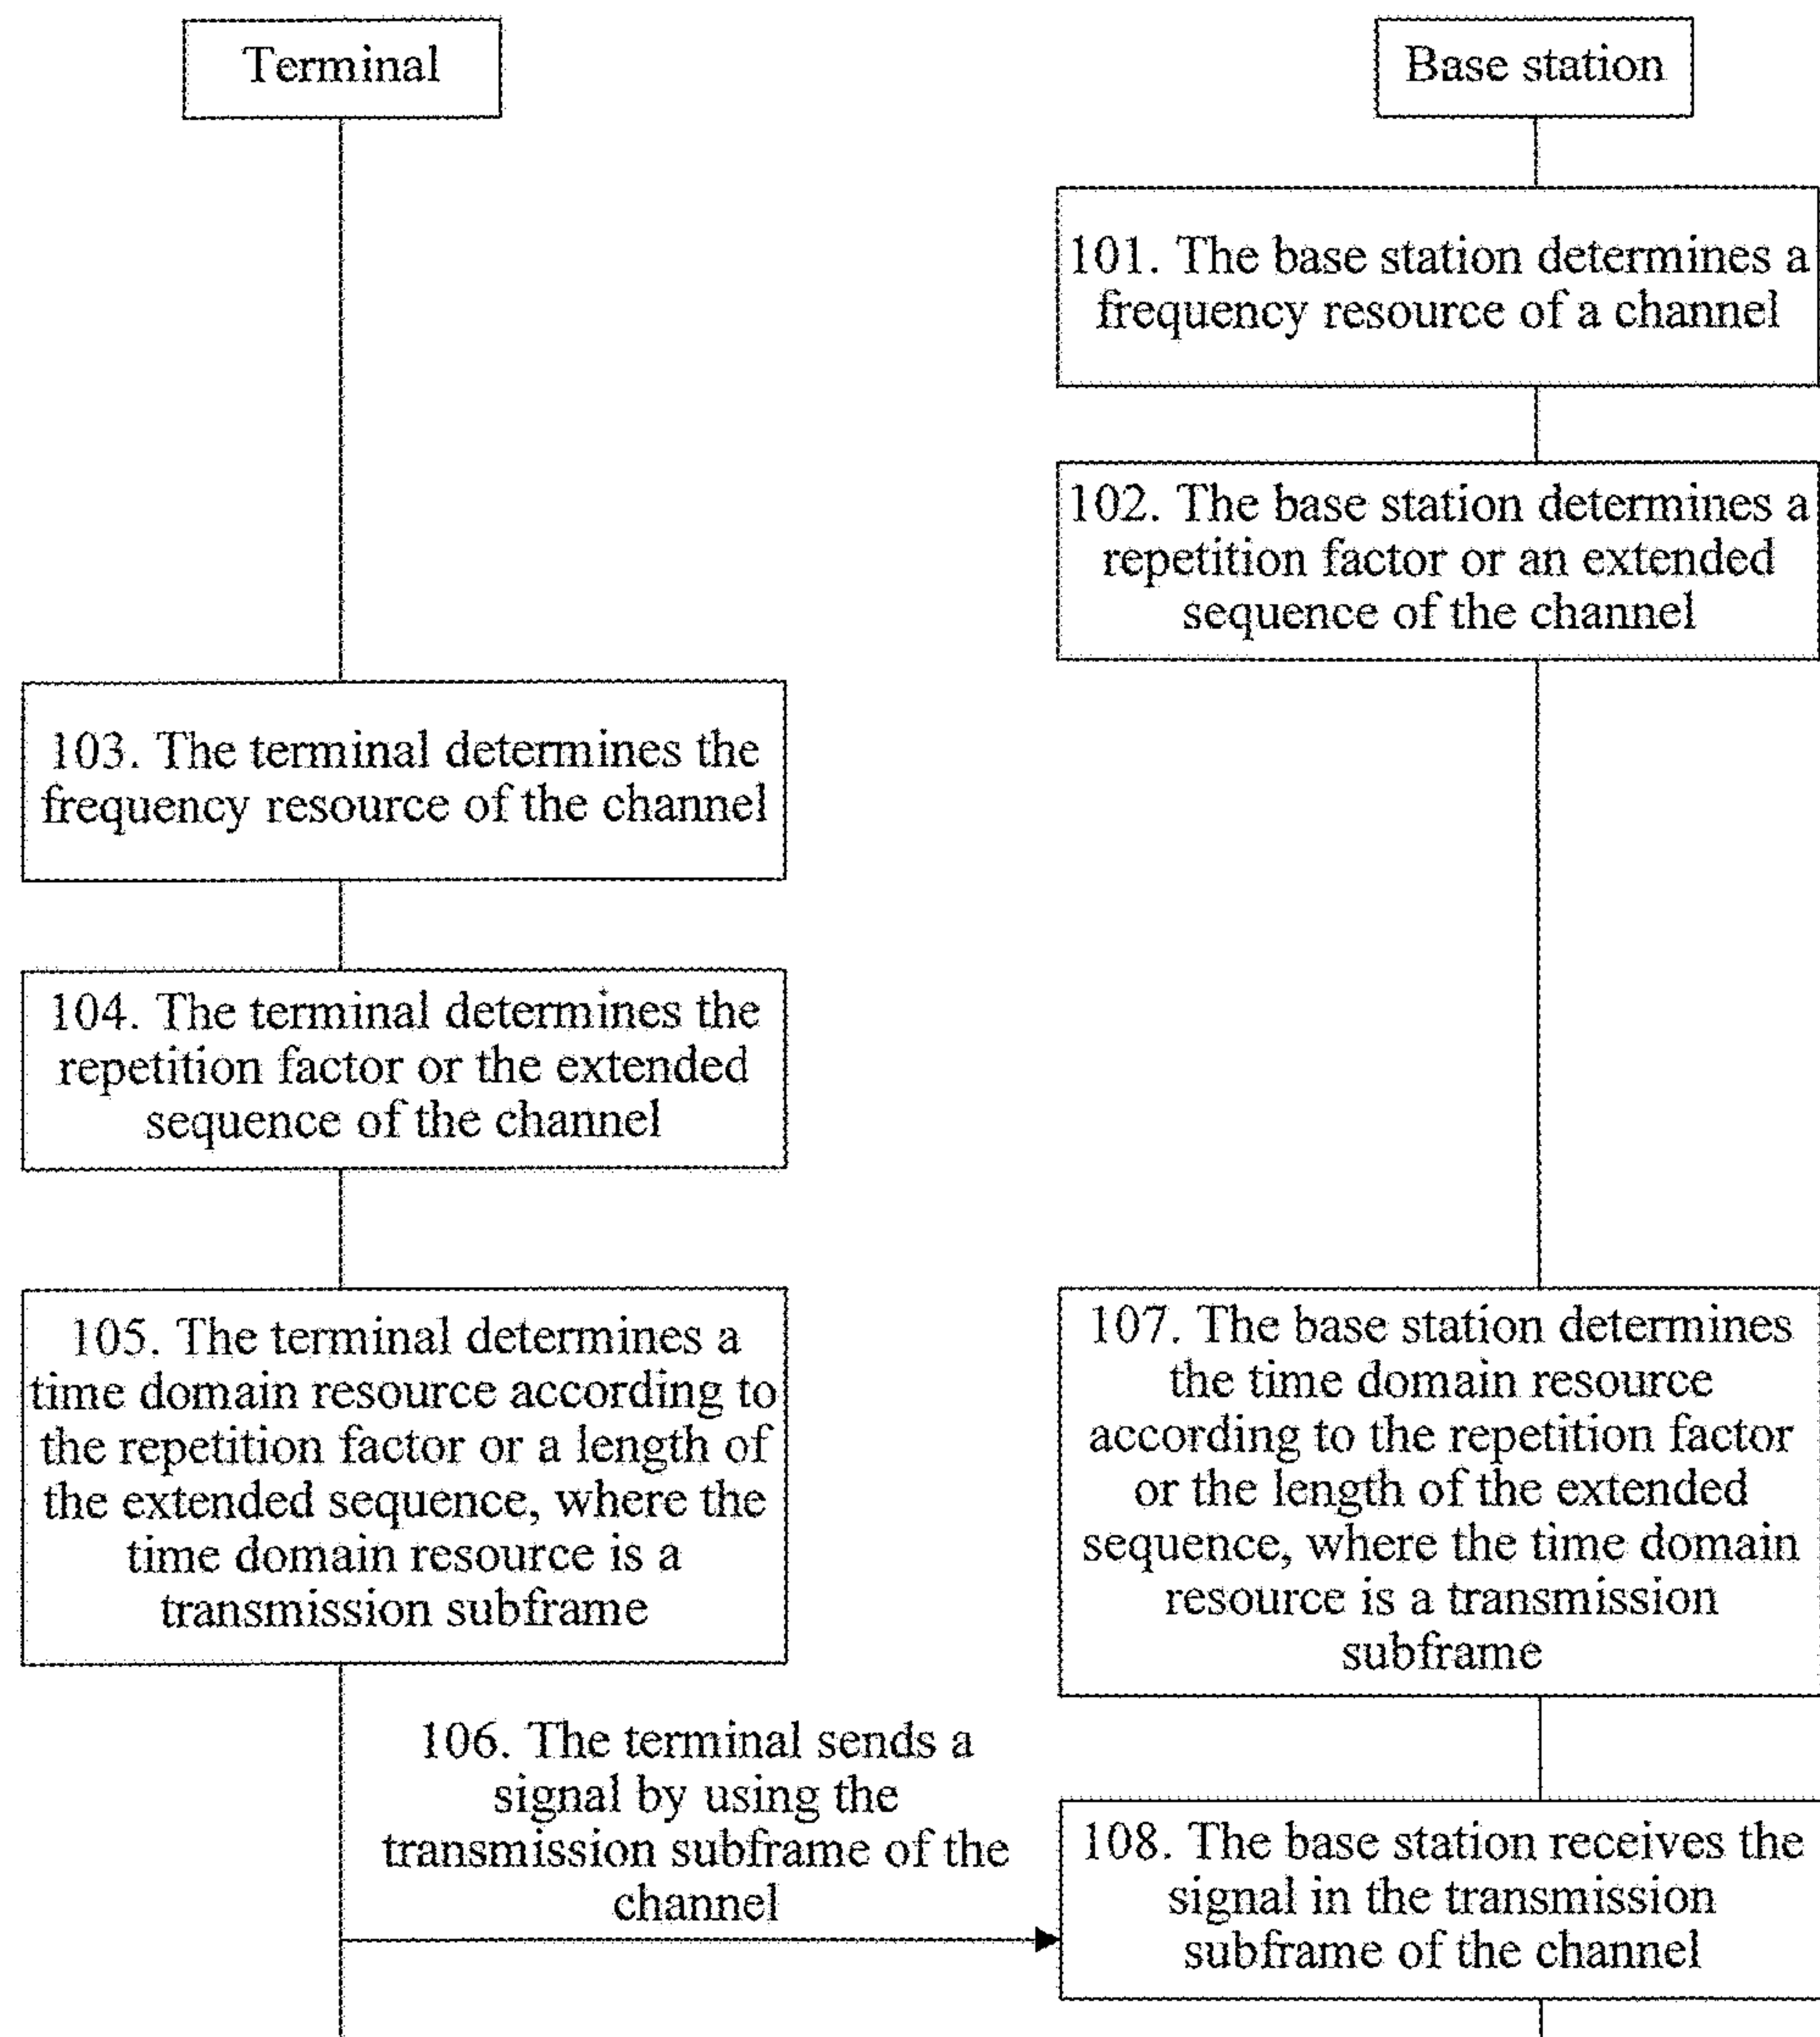 Terminal
Base station
101. The base station determines a
frequency resource of a channel
102. The base station determines a
repetition factor or an extended
sequence of the channel
103. The terminal determines the
frequency resource of the channel
104. The terminal determines the
repetition factor or the extended
sequence of the channel
105. The terminal determines a
time domain resource according to
the repetition factor or a length of
the extended sequence, where the
time domain resource is a
transmission subframe
106. The terminal sends a
signal by using the
transmission subframe of the
channel
107. The base station determines
the time domain resource
according to the repetition factor
or the length of the extended
sequence, where the time domain
resource is a transmission
subframe
108. The base station receives the
signal in the transmission
subframe of the channel